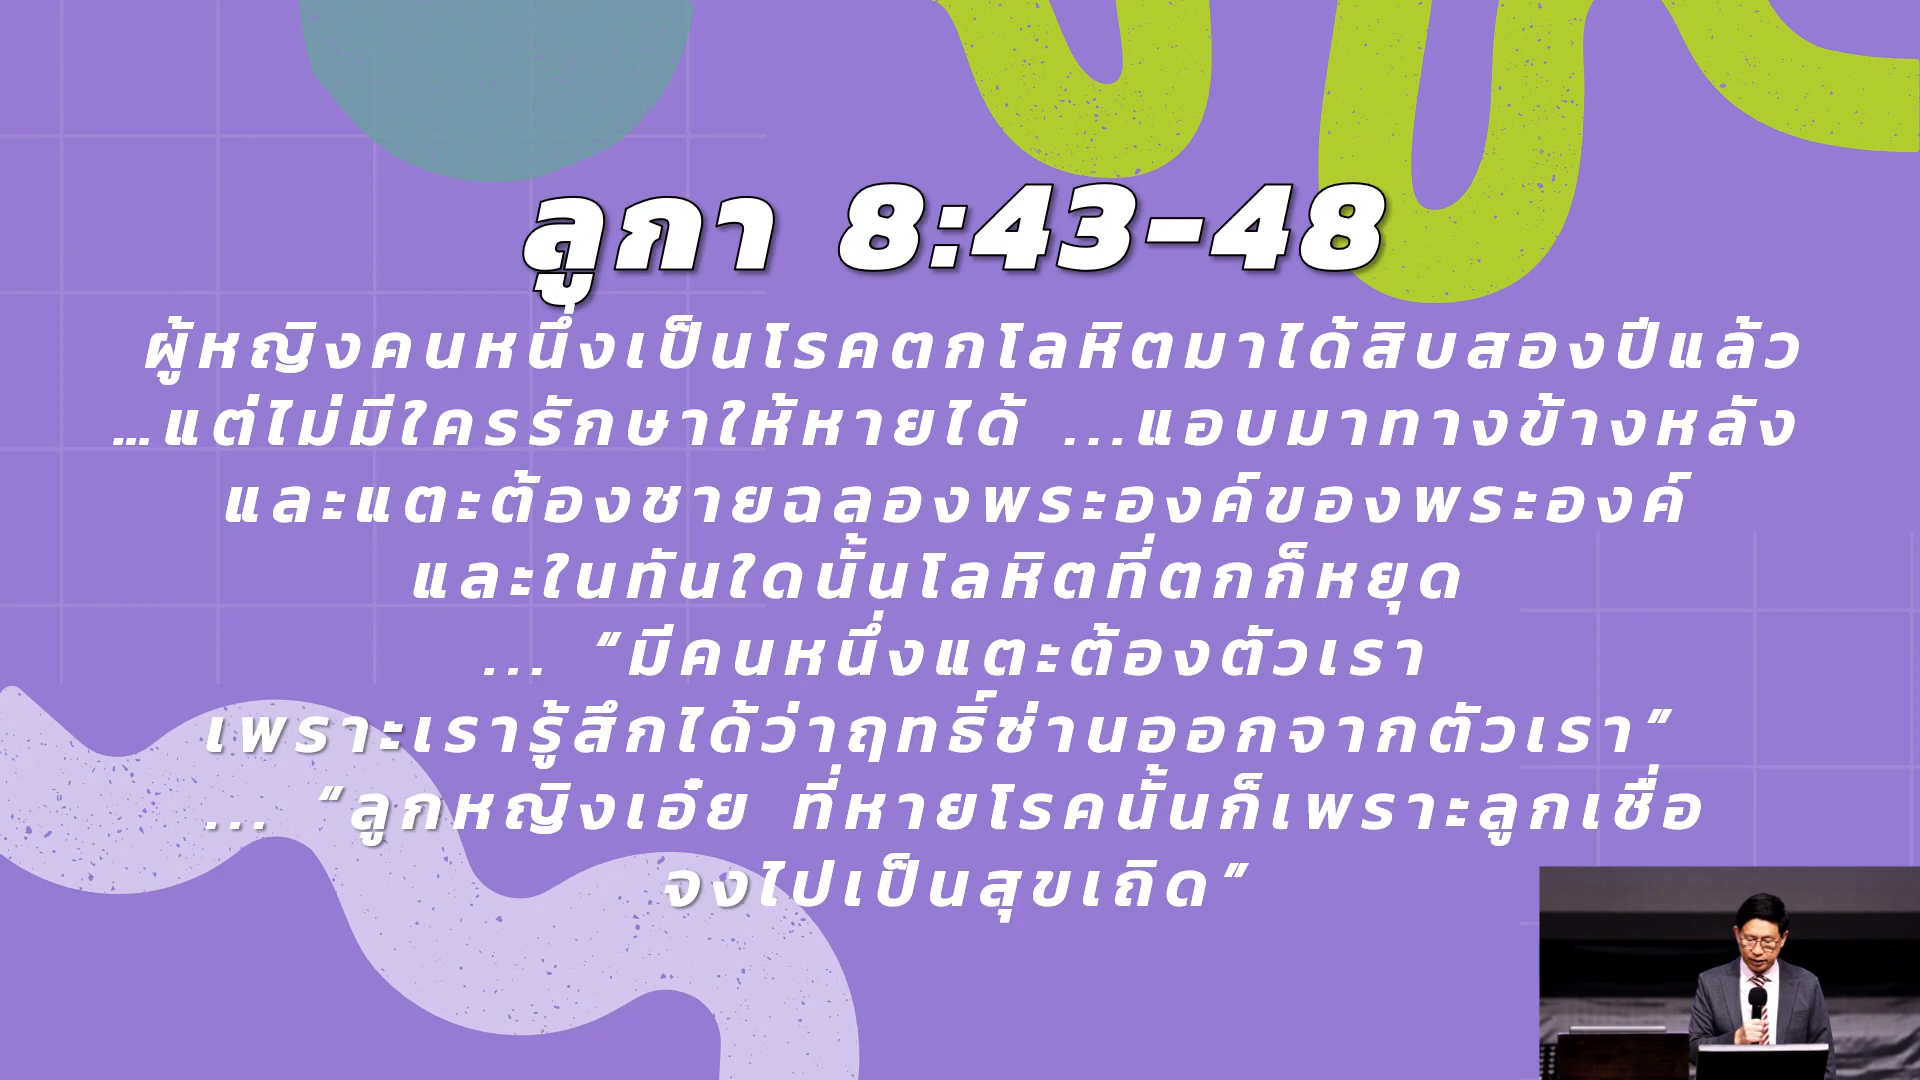 ลูกา 8:43-48
ผู้หญิงคนหนึ่งเป็นโรคตกโลหิตมาได้สิบสองปีแล้ว
...แต่ไม่มีใครรักษาให้หายได้ ...แอบมาทางข้างหลัง
และแตะต้องชายฉลองพระองค์ของพระองค์
และในทันใดนั้นโลหิตที่ตกก็หยุด
... “มีคนหนึ่งแตะต้องตัวเรา
เพราะเรารู้สึกได้ว่าฤทธิ์ซ่านออกจากตัวเรา”
... “ลูกหญิงเอ๋ย ที่หายโรคนั้นก็เพราะลูกเชื่อ
จงไปเป็นสุขเถิด”